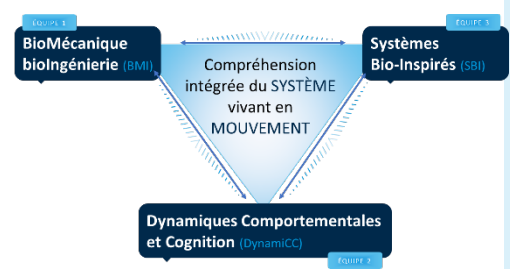 ÉQUIPE 1
BioMécanique
bioIngénierie (BMI)
ÉQUIPE 3
Systèmes
Bio-Inspirés (SBI)
Compréhension
intégrée du SYSTÈME
vivant en
MOUVEMENT
Dynamiques Comportementales
et Cognition (DynamiCC)
ÉQUIPE 2